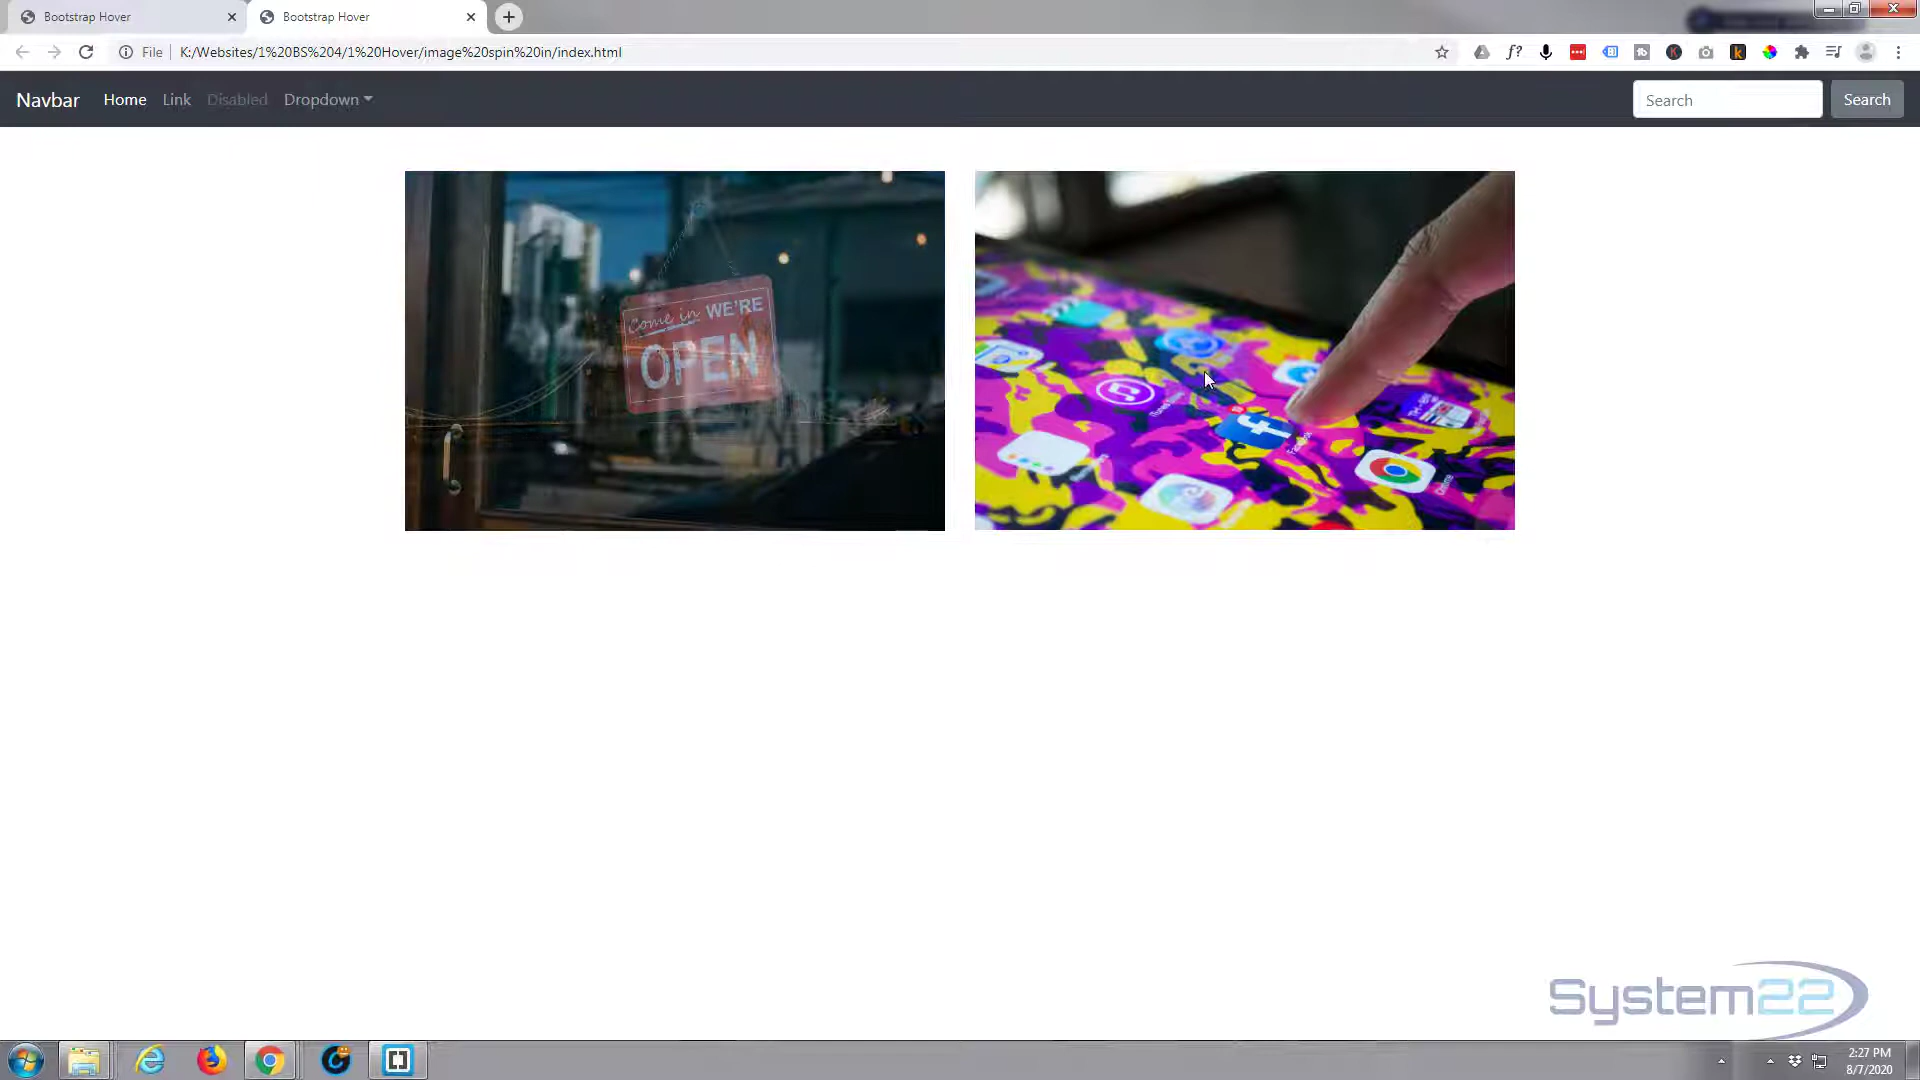 Bootstrap Hover
Bootstrap Hover
File K:/Websites/1%20BS%204/1%20Hover/image%20spin%20in/index.html
Navbar Home Link Disabled Dropdown Search Search
Come in WE'RE
OPEN
System22
2:27 PM
8/7/2020